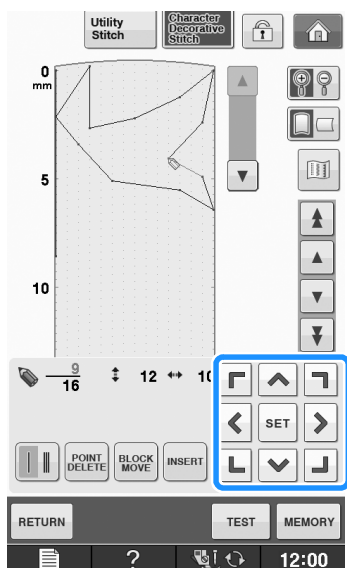 Utility Stitch
Character Decorative Stitch
0
mm
5
10
9
16
12
10
SET
POINT DELETE
BLOCK MOVE
INSERT
RETURN
TEST
MEMORY
?
12:00